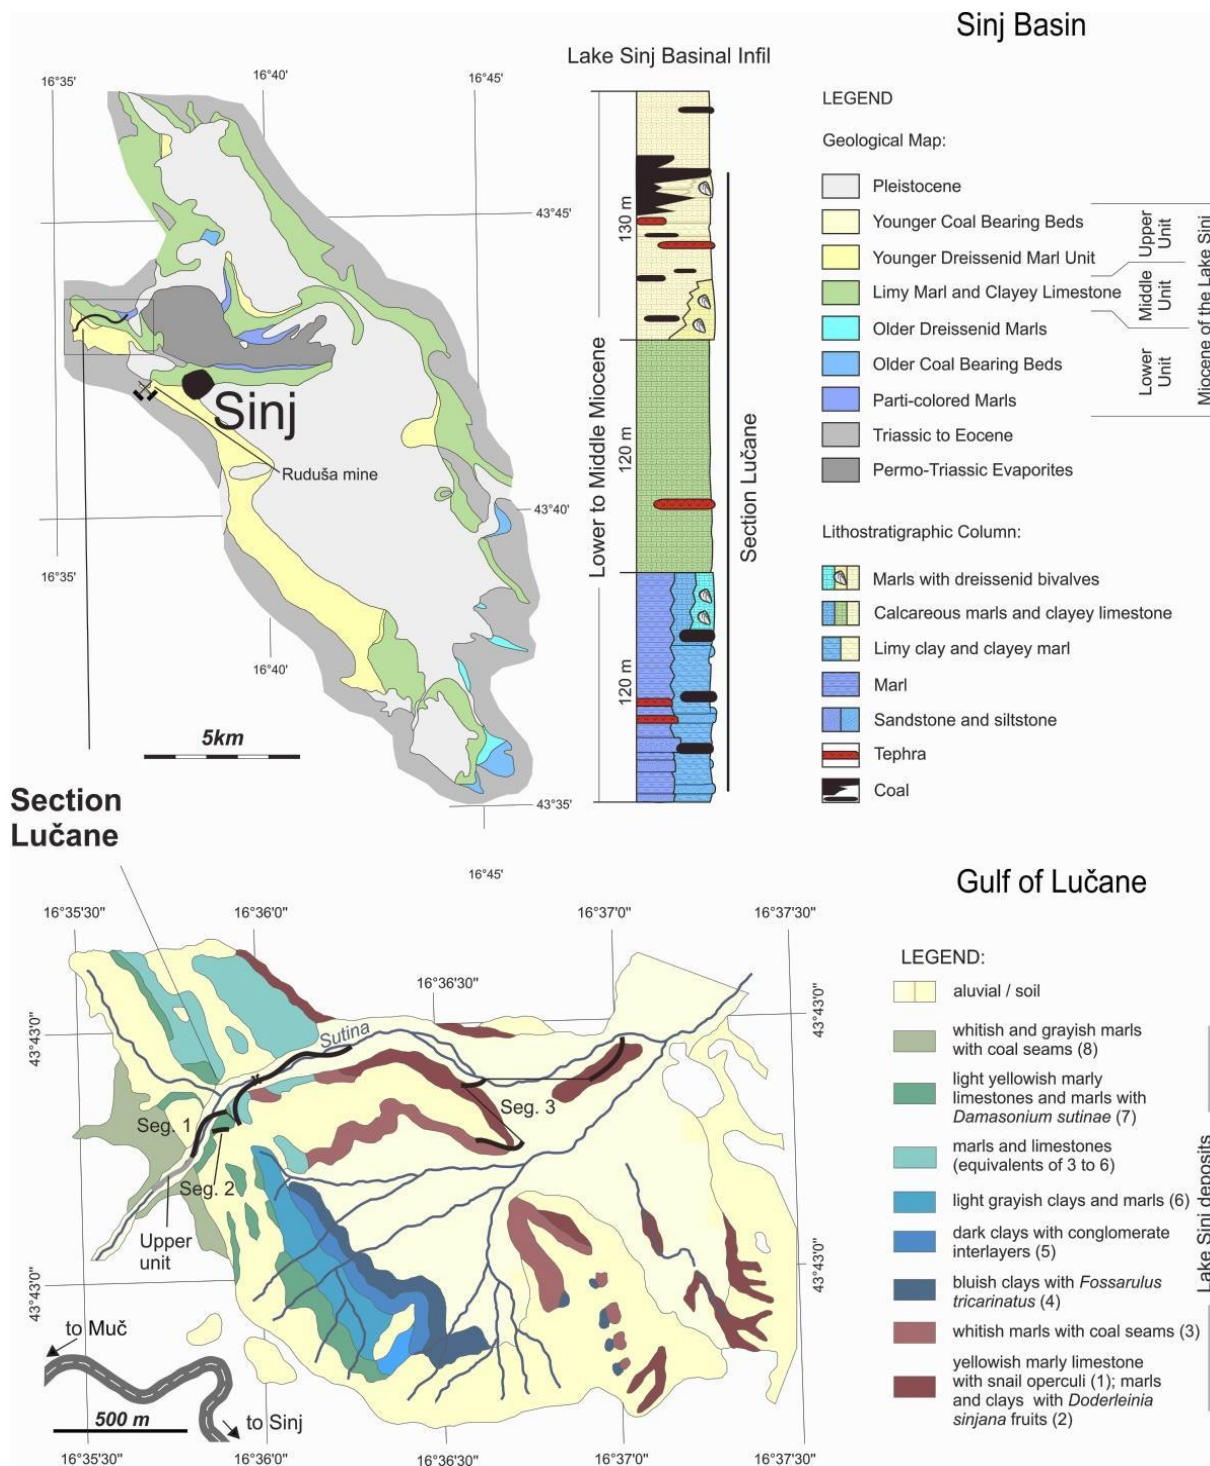 Sinj Basin
Lake Sinj Basinal Infil
16°35'
16°40'
16°45'
43°45'
43°40'
43°35'
16°35'
16°40'
16°45'
Sinj
Ruduša mine
5km
Section
Lučane
Lower to Middle Miocene
130 m
120 m
120 m
Section Lučane
LEGEND
Geological Map:
Pleistocene
Younger Coal Bearing Beds
Younger Dreissenid Marl Unit
Limy Marl and Clayey Limestone
Older Dreissenid Marls
Older Coal Bearing Beds
Parti-colored Marls
Triassic to Eocene
Permo-Triassic Evaporites
Upper
Unit
Middle
Unit
Lower
Unit
Miocene of the Lake Sinj
Lithostratigraphic Column:
Marls with dreissenid bivalves
Calcareous marls and clayey limestone
Limy clay and clayey marl
Marl
Sandstone and siltstone
Tephra
Coal
Gulf of Lučane
16°35'30"
16°36'0"
16°36'30"
16°37'0"
16°37'30"
43°43'0"
43°43'0"
43°43'0"
43°43'0"
Sutina
Seg. 1
Seg. 2
Seg. 3
Upper
unit
to Muč
to Sinj
500 m
16°35'30"
16°36'0"
16°36'30"
16°37'0"
16°37'30"
LEGEND:
aluvial / soil
whitish and grayish marls
with coal seams (8)
light yellowish marly
limestones and marls with
Damasonium sutinae (7)
marls and limestones
(equivalents of 3 to 6)
light grayish clays and marls (6)
dark clays with conglomerate
interlayers (5)
bluish clays with Fossarulus
tricarinatus (4)
whitish marls with coal seams (3)
yellowish marly limestone
with snail operculi (1); marls
and clays with Doderleinia
sinjana fruits (2)
Lake Sinj deposits